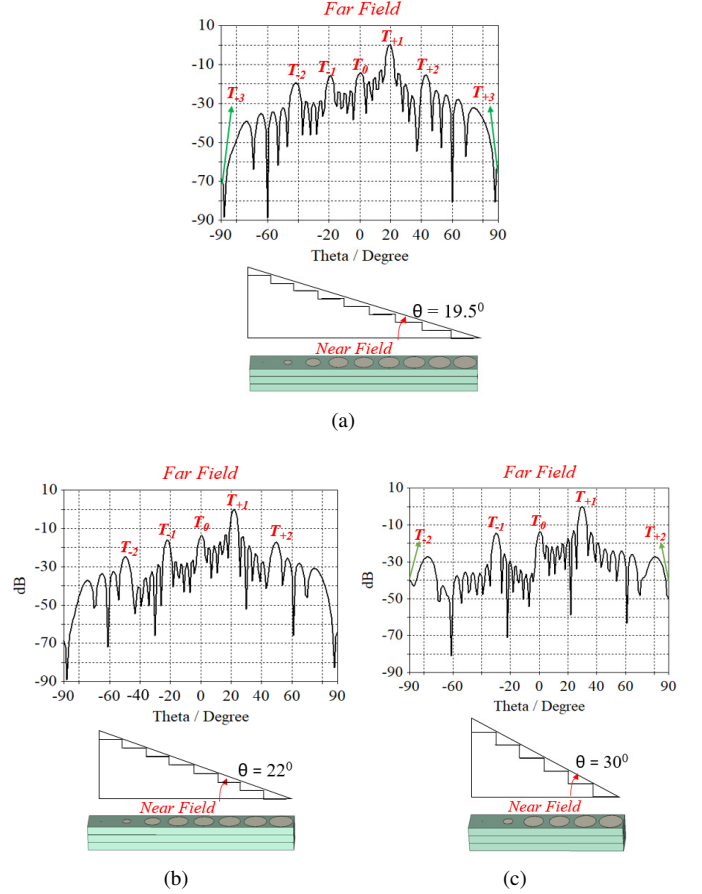 Far Field
10
-10
-30
-50
-70
-90
T-3
T-2
T-1
T0
T+1
T+2
T+3
-90 -60 -20 0 20 60 90
Theta / Degree
θ = 19.5⁰
Near Field
(a)
Far Field
10
-10
-30
-50
-70
-90
dB
T-2
T-1
T0
T+1
T+2
-90 -60 -20 0 20 60 90
Theta / Degree
θ = 22⁰
Near Field
(b)
Far Field
10
-10
-30
-50
-70
-90
dB
T-2
T-1
T0
T+1
T+2
-90 -60 -20 0 20 60 90
Theta / Degree
θ = 30⁰
Near Field
(c)